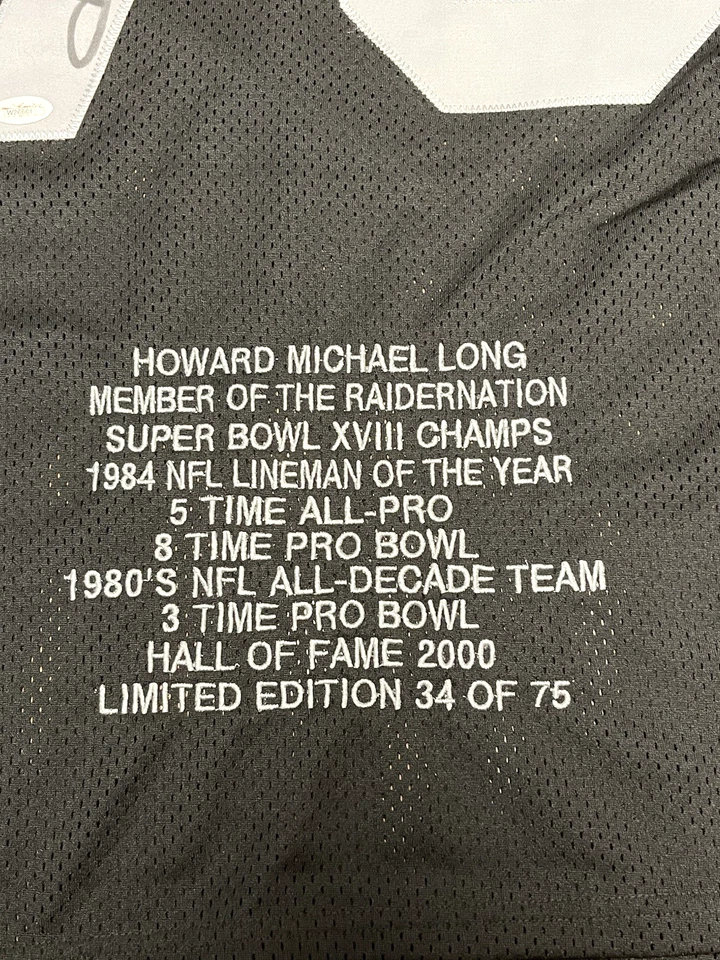 HOWARD MICHAEL LONG
MEMBER OF THE RAIDERNATION
SUPER BOWL XVIII CHAMPS
1984 NFL LINEMAN OF THE YEAR
5 TIME ALL-PRO
8 TIME PRO BOWL
1980'S NFL ALL-DECADE TEAM
3 TIME PRO BOWL
HALL OF FAME 2000
LIMITED EDITION 34 OF 75